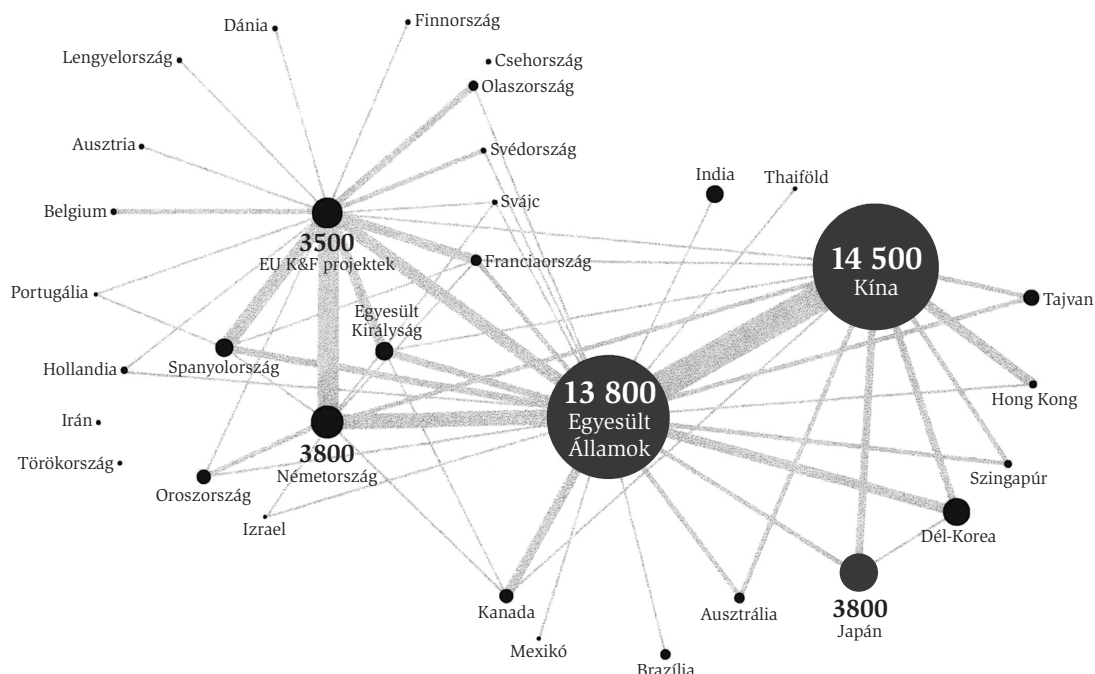 Finnország
Dánia
Lengyelország
Csehország
Olaszország
Ausztria
Svédország
India
Thaiföld
Belgium
Svájc
3500
EU K&F projektek
Franciaország
14 500
Kína
Portugália
Tajvan
Egyesült
Királyság
Hollandia
Spanyolország
13 800
Egyesült
Államok
Hong Kong
Irán
3800
Németország
Törökország
Oroszország
Szingapúr
Izrael
Dél-Korea
Kanada
Ausztrália
3800
Japán
Mexikó
Brazília